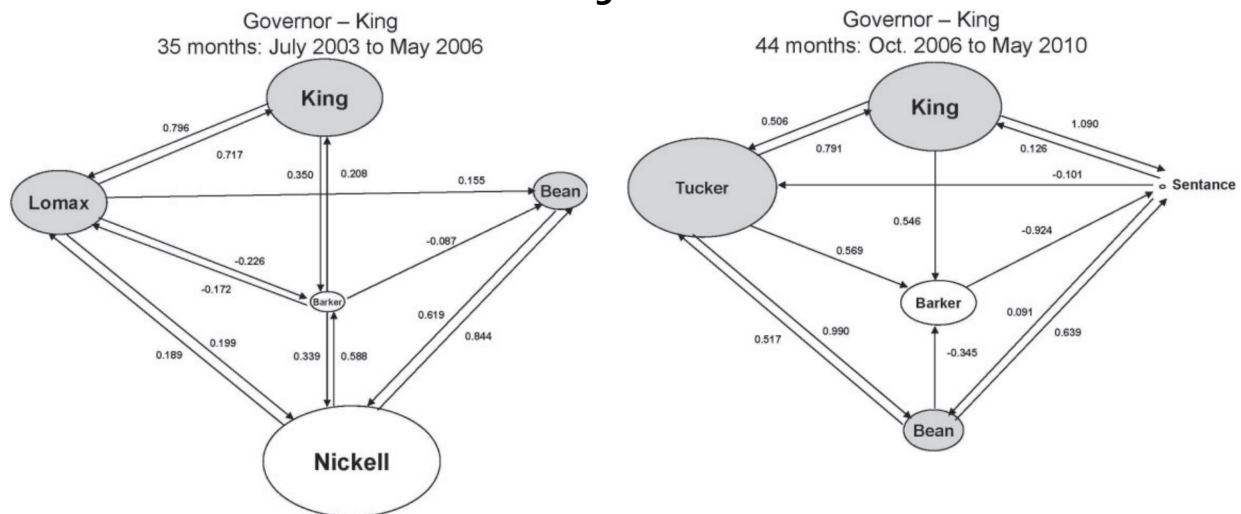 Governor – King
35 months: July 2003 to May 2006
King
0.796
0.717
0.350
0.208
0.155
Lomax
Bean
-0.087
-0.226
-0.172
Barker
0.619
0.844
0.199
0.189
0.339
0.588
Nickell
Governor – King
44 months: Oct. 2006 to May 2010
King
0.506
0.791
1.090
0.126
Tucker
-0.101
Sentance
0.546
-0.924
0.569
Barker
0.091
0.639
0.990
0.517
-0.345
Bean